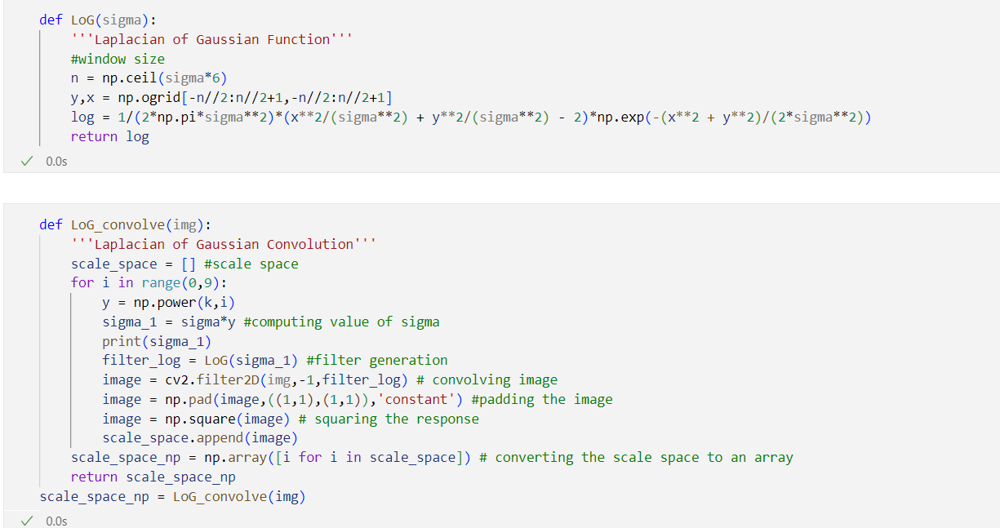 def LoG(sigma):
    '''Laplacian of Gaussian Function'''
    #window size
    n = np.ceil(sigma*6)
    y,x = np.ogrid[-n//2:n//2+1,-n//2:n//2+1]
    log = 1/(2*np.pi*sigma**2)*(x**2/(sigma**2) + y**2/(sigma**2) - 2)*np.exp(-(x**2 + y**2)/(2*sigma**2))
    return log
✓ 0.0s
def LoG_convolve(img):
    '''Laplacian of Gaussian Convolution'''
    scale_space = [] #scale space
    for i in range(0,9):
        y = np.power(k,i)
        sigma_1 = sigma*y #computing value of sigma
        print(sigma_1)
        filter_log = LoG(sigma_1) #filter generation
        image = cv2.filter2D(img,-1,filter_log) # convolving image
        image = np.pad(image,((1,1),(1,1)),'constant') #padding the image
        image = np.square(image) # squaring the response
        scale_space.append(image)
    scale_space_np = np.array([i for i in scale_space]) # converting the scale space to an array
    return scale_space_np
scale_space_np = LoG_convolve(img)
✓ 0.0s